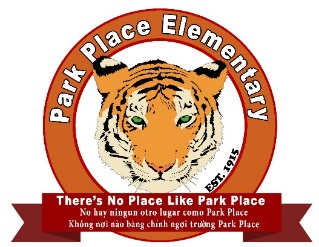 Park Place Elementary
EST. 1915
There's No Place Like Park Place
No hay ningun otro lugar como Park Place
Không nơi nào bằng chính ngôi trường Park Place